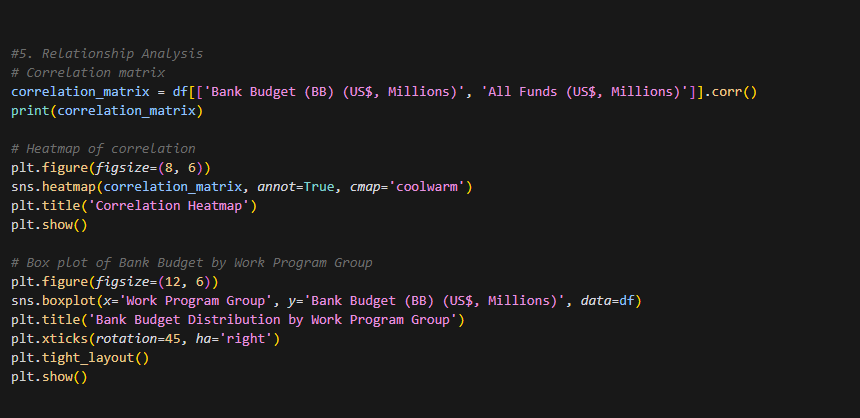 #5. Relationship Analysis
# Correlation matrix
correlation_matrix = df[['Bank Budget (BB) (US$, Millions)', 'All Funds (US$, Millions)']].corr()
print(correlation_matrix)
# Heatmap of correlation
plt.figure(figsize=(8, 6))
sns.heatmap(correlation_matrix, annot=True, cmap='coolwarm')
plt.title('Correlation Heatmap')
plt.show()
# Box plot of Bank Budget by Work Program Group
plt.figure(figsize=(12, 6))
sns.boxplot(x='Work Program Group', y='Bank Budget (BB) (US$, Millions)', data=df)
plt.title('Bank Budget Distribution by Work Program Group')
plt.xticks(rotation=45, ha='right')
plt.tight_layout()
plt.show()